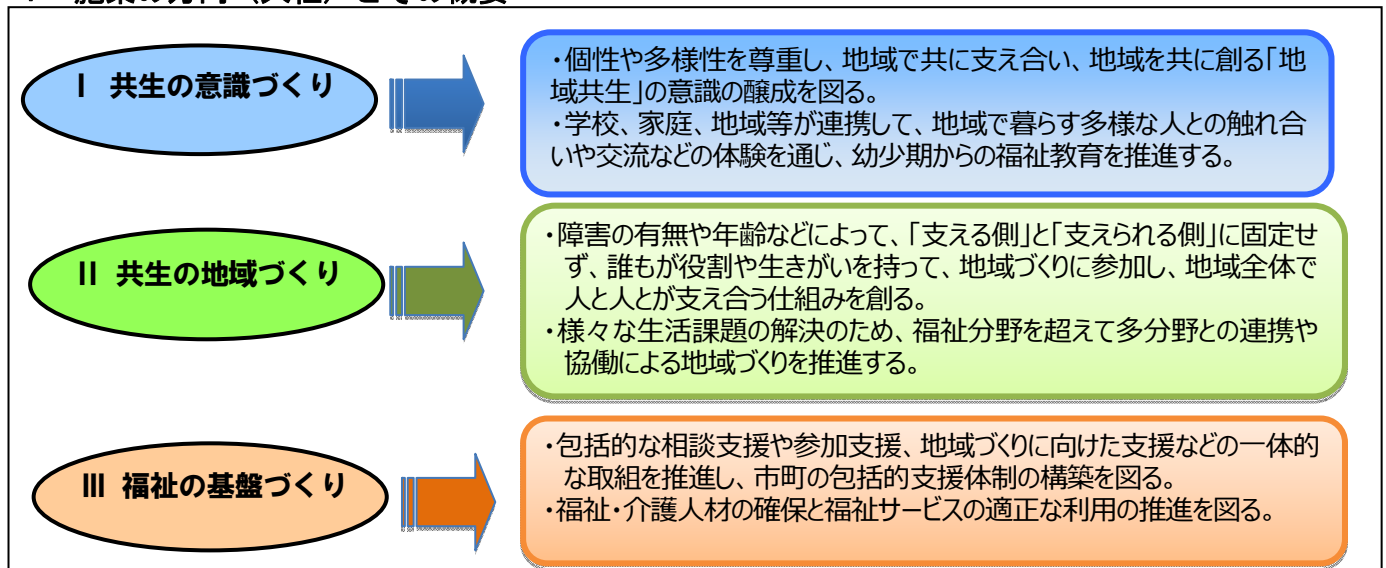 Ⅰ 共生の意識づくり
・個性や多様性を尊重し、地域で共に支え合い、地域を共に創る「地
域共生」の意識の醸成を図る。
・学校、家庭、地域等が連携して、地域で暮らす多様な人との触れ合
いや交流などの体験を通じ、幼少期からの福祉教育を推進する。
Ⅱ 共生の地域づくり
・障害の有無や年齢などによって、「支える側」と「支えられる側」に固定せ
ず、誰もが役割や生きがいを持って、地域づくりに参加し、地域全体で
人と人とが支え合う仕組みを創る。
・様々な生活課題の解決のため、福祉分野を超えて多分野との連携や
協働による地域づくりを推進する。
Ⅲ 福祉の基盤づくり
・包括的な相談支援や参加支援、地域づくりに向けた支援などの一体的
な取組を推進し、市町の包括的支援体制の構築を図る。
・福祉・介護人材の確保と福祉サービスの適正な利用の推進を図る。